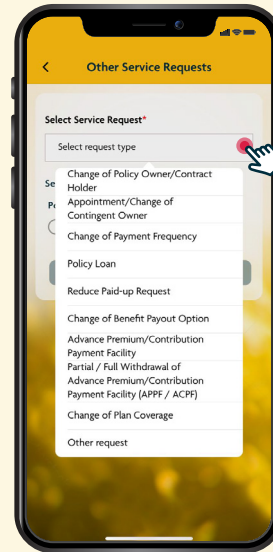 Other Service Requests
Select Service Request*
Select request type
Change of Policy Owner/Contract
Holder
Se
Appointment/Change of
Po
Contingent Owner
Change of Payment Frequency
Policy Loan
Reduce Paid-up Request
Change of Benefit Payout Option
Advance Premium/Contribution
Payment Facility
Partial / Full Withdrawal of
Advance Premium/Contribution
Payment Facility (APPF / ACPF)
Change of Plan Coverage
Other request